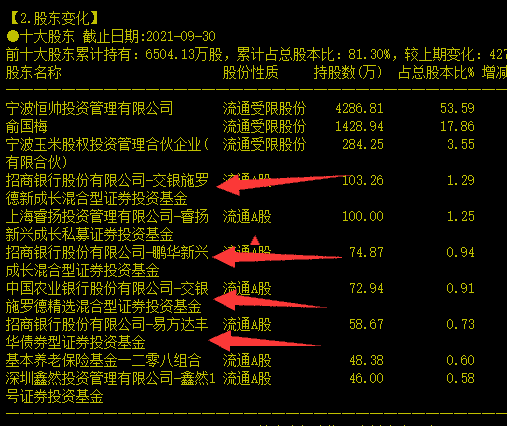 【2.股东变化】
●十大股东 截止日期:2021-09-30
前十大股东累计持有: 6504.13万股，累计占总股本比: 81.30%，较上期变化: 427
股东名称 股份性质 持股数(万) 占总股本比% 增减
宁波恒帅投资管理有限公司 流通受限股份 4286.81 53.59
俞国梅 流通受限股份 1428.94 17.86
宁波玉米股权投资管理合伙企业( 流通受限股份 284.25 3.55
有限合伙)
招商银行股份有限公司-交银施罗 流通A股 103.26 1.29
德新成长混合型证券投资基金
上海睿扬投资管理有限公司-睿扬 流通A股 100.00 1.25
新兴成长私募证券投资基金
招商银行股份有限公司-鹏华新兴 流通A股 74.87 0.94
成长混合型证券投资基金
中国农业银行股份有限公司-交银 流通A股 72.94 0.91
施罗德精选混合型证券投资基金
招商银行股份有限公司-易方达丰 流通A股 58.67 0.73
华债券型证券投资基金
基本养老保险基金一二零八组合 流通A股 48.38 0.60
深圳鑫然投资管理有限公司-鑫然1 流通A股 46.00 0.58
号证券投资基金